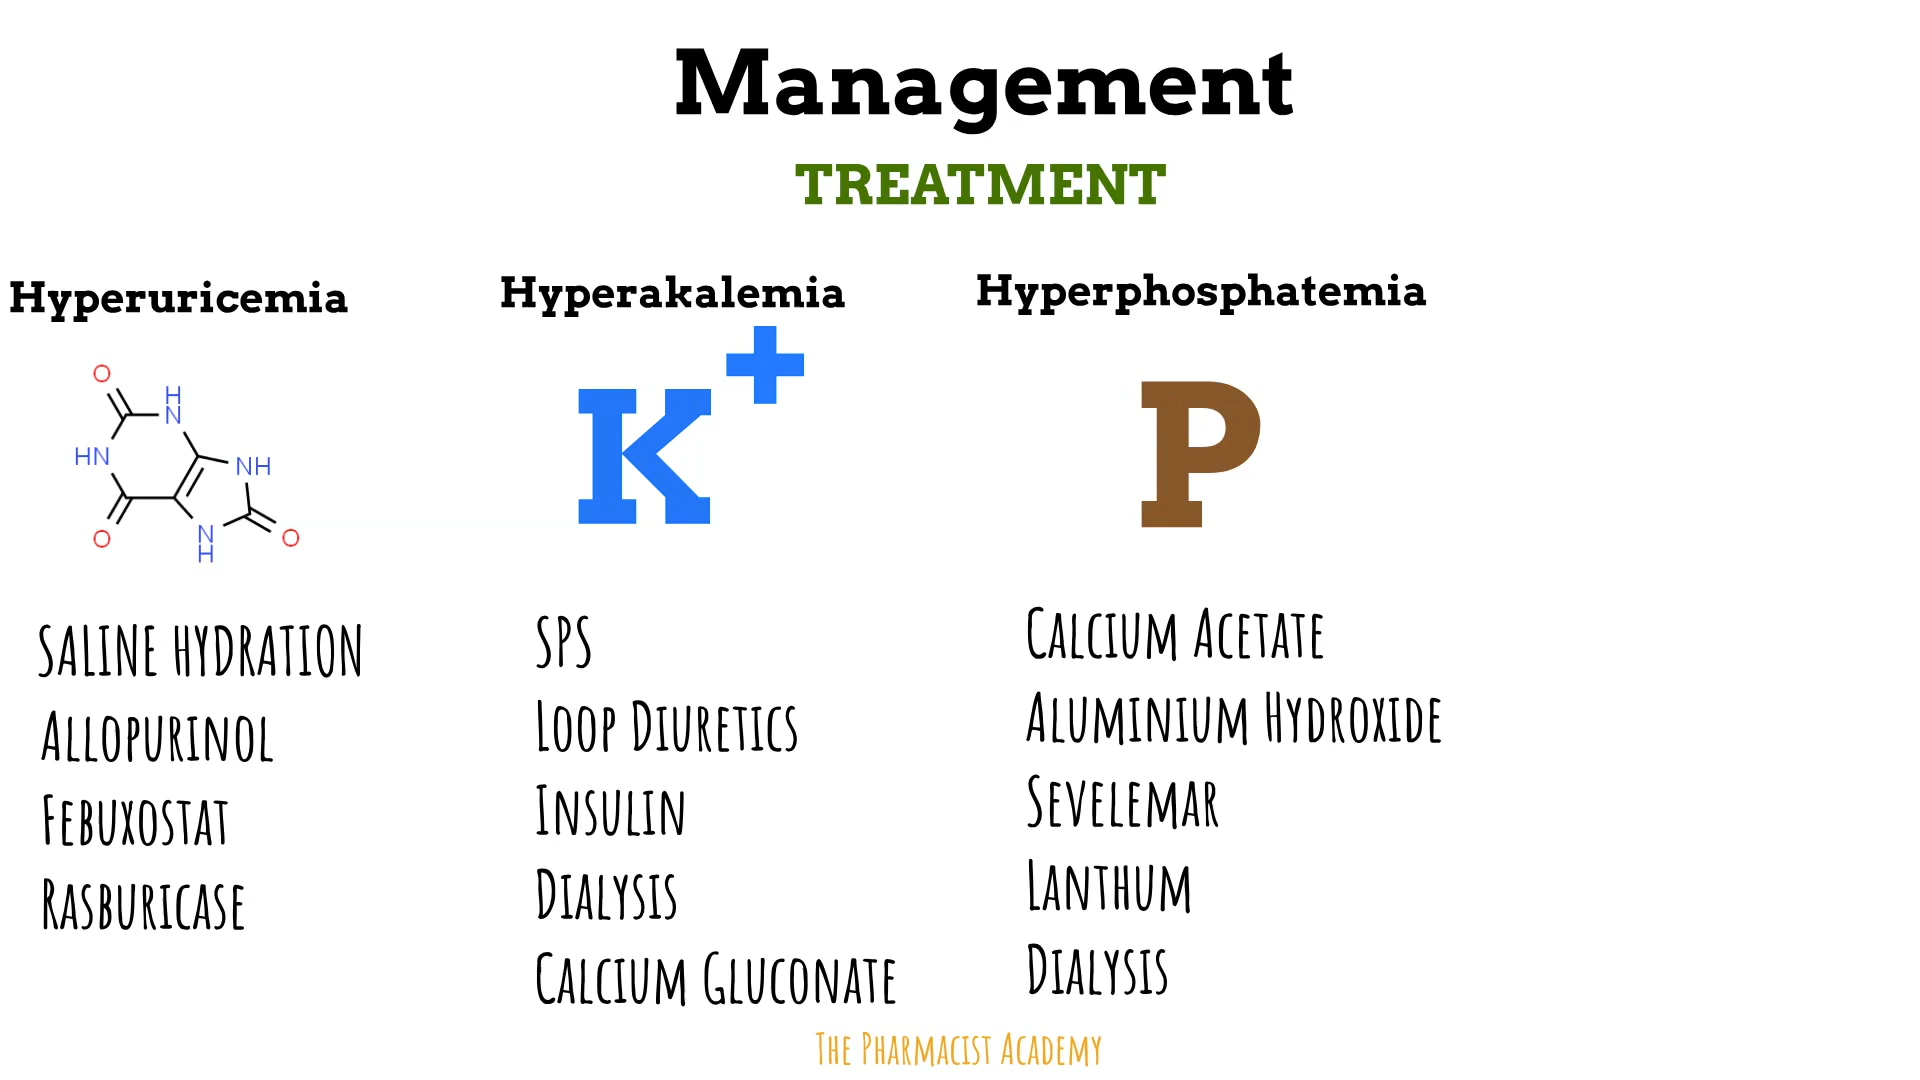 Management
TREATMENT
Hyperuricemia
O
H
N
HN
NH
O
N
H
O
SALINE HYDRATION
ALLOPURINOL
FEBUXOSTAT
RASBURICASE
Hyperakalemia
K+
SPS
LOOP DIURETICS
INSULIN
DIALYSIS
CALCIUM GLUCONATE
Hyperphosphatemia
P
CALCIUM ACETATE
ALUMINIUM HYDROXIDE
SEVELEMAR
LANTHUM
DIALYSIS
THE PHARMACIST ACADEMY